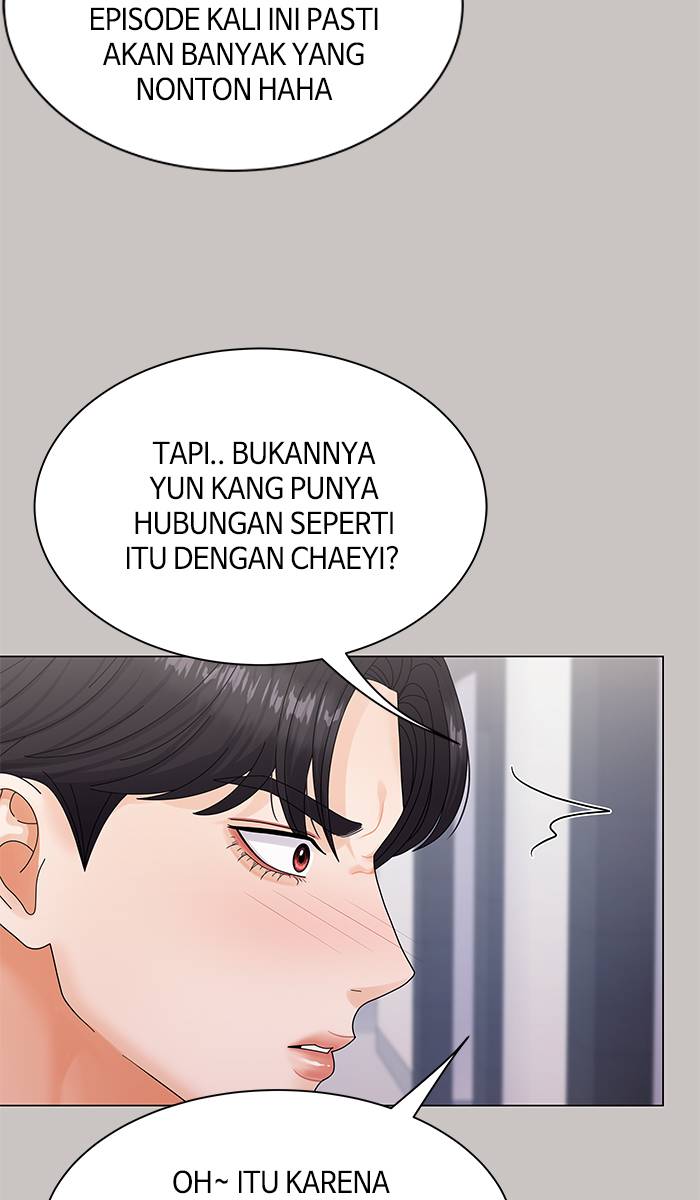 EPISODE KALI INI PASTI
AKAN BANYAK YANG
NONTON HAHA
TAPI.. BUKANNYA
YUN KANG PUNYA
HUBUNGAN SEPERTI
ITU DENGAN CHAEYI?
OH~ ITU KARENA